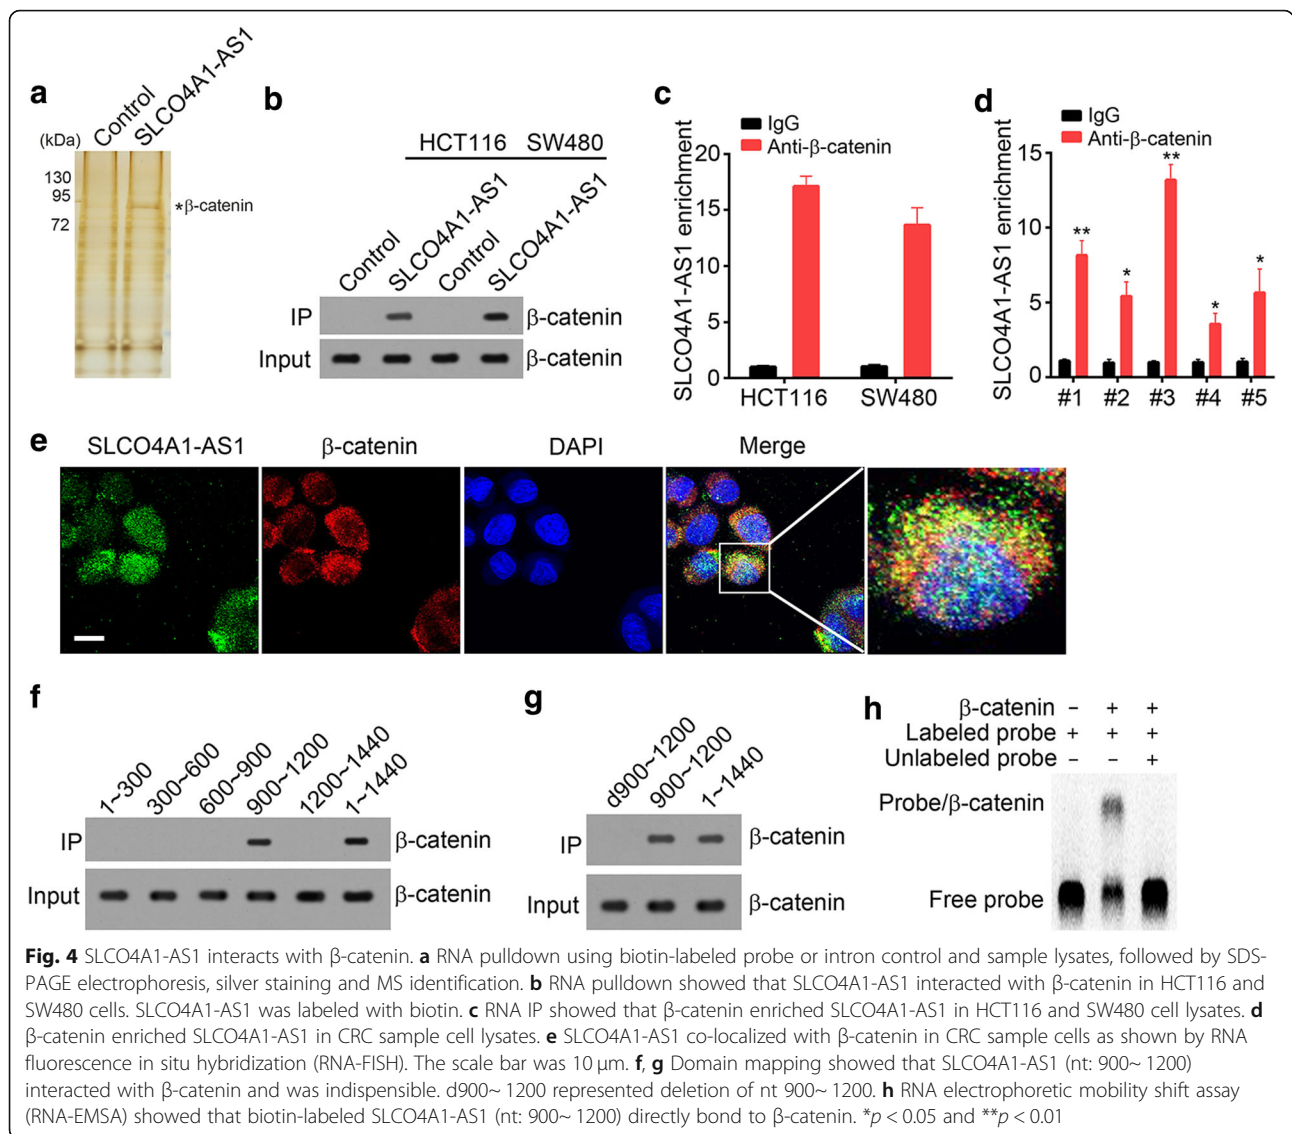 a
Control
SLCO4A1-AS1
(kDa)
130
95
72
*β-catenin
b
HCT116 SW480
Control
SLCO4A1-AS1
Control
SLCO4A1-AS1
IP β-catenin
Input β-catenin
c
IgG
Anti-β-catenin
SLCO4A1-AS1 enrichment
20
15
10
5
0
HCT116 SW480
d
IgG
Anti-β-catenin
SLCO4A1-AS1 enrichment
15
10
5
0
** * ** * *
#1 #2 #3 #4 #5
e
SLCO4A1-AS1 β-catenin DAPI Merge
f
1~300
300~600
600~900
900~1200
1200~1440
1~1440
IP β-catenin
Input β-catenin
g
d900~1200
900~1200
1~1440
IP β-catenin
Input β-catenin
h
β-catenin − + +
Labeled probe + + +
Unlabeled probe − − +
Probe/β-catenin
Free probe
Fig. 4 SLCO4A1-AS1 interacts with β-catenin. a RNA pulldown using biotin-labeled probe or intron control and sample lysates, followed by SDS-
PAGE electrophoresis, silver staining and MS identification. b RNA pulldown showed that SLCO4A1-AS1 interacted with β-catenin in HCT116 and
SW480 cells. SLCO4A1-AS1 was labeled with biotin. c RNA IP showed that β-catenin enriched SLCO4A1-AS1 in HCT116 and SW480 cell lysates. d
β-catenin enriched SLCO4A1-AS1 in CRC sample cell lysates. e SLCO4A1-AS1 co-localized with β-catenin in CRC sample cells as shown by RNA
fluorescence in situ hybridization (RNA-FISH). The scale bar was 10 μm. f, g Domain mapping showed that SLCO4A1-AS1 (nt: 900~ 1200)
interacted with β-catenin and was indispensible. d900~ 1200 represented deletion of nt 900~ 1200. h RNA electrophoretic mobility shift assay
(RNA-EMSA) showed that biotin-labeled SLCO4A1-AS1 (nt: 900~ 1200) directly bond to β-catenin. *p < 0.05 and **p < 0.01